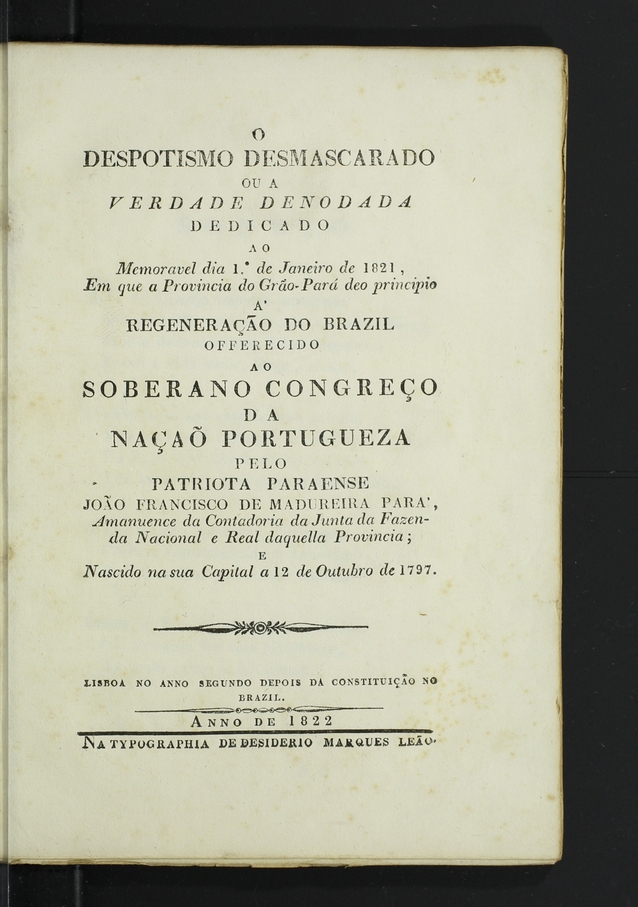 O
DESPOTISMO DESMASCARADO
OU A
VERDADE DENODADA
DEDICADO
AO
Memoravel dia 1.° de Janeiro de 1821,
Em que a Provincia do Grão-Pará deo principio
A'
REGENERAÇÃO DO BRAZIL
OFFERECIDO
AO
SOBERANO CONGREÇO
DA
NAÇAÕ PORTUGUEZA
PELO
PATRIOTA PARAENSE
JOÃO FRANCISCO DE MADUREIRA PARA',
Amanuence da Contadoria da Junta da Fazen-
da Nacional e Real daquella Provincia;
E
Nascido na sua Capital a 12 de Outubro de 1797.
LISBOA NO ANNO SEGUNDO DEPOIS DA CONSTITUIÇÃO NO
BRAZIL.
ANNO DE 1822
NA TYPOGRAPHIA DE DESIDERIO MARQUES LEÃO.